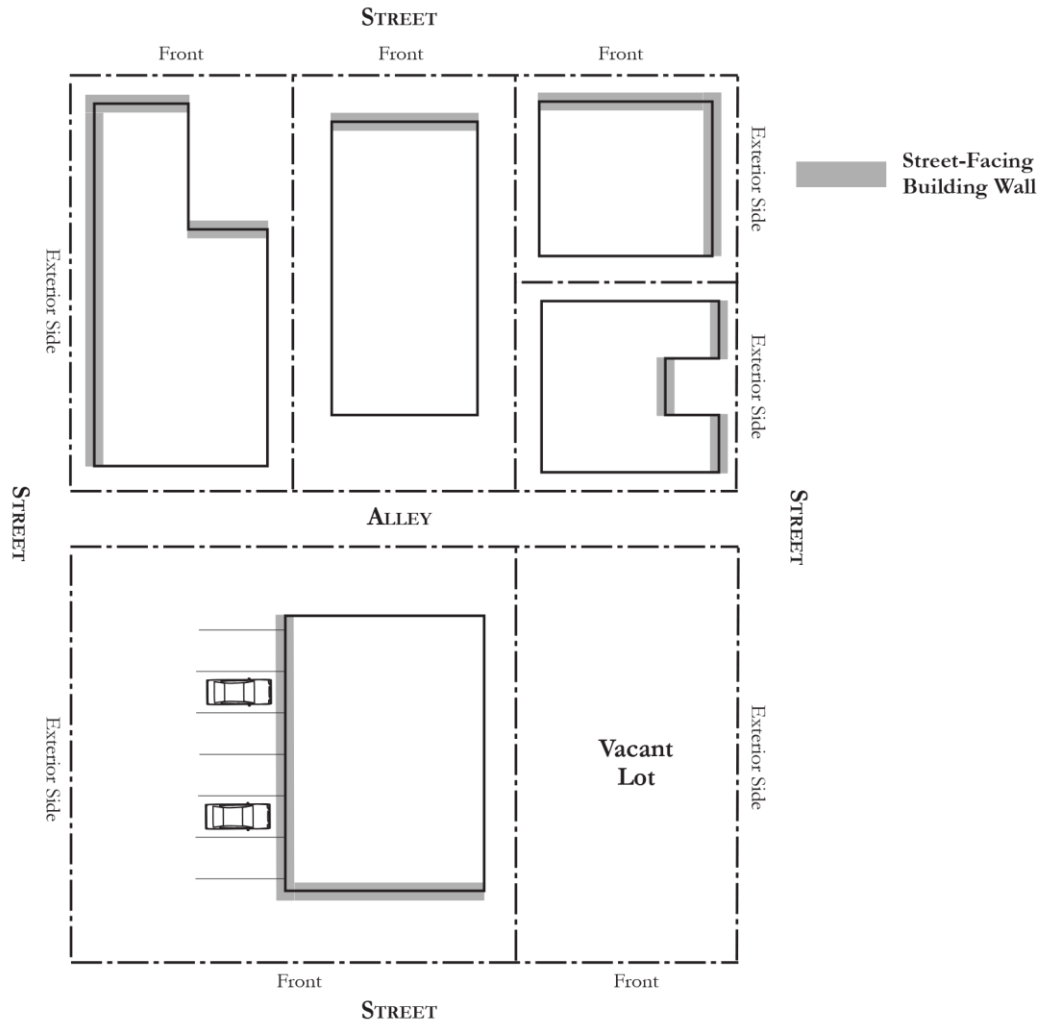 STREET
Front
Front
Front
Exterior Side
Street-Facing
Building Wall
Exterior Side
Exterior Side
STREET
ALLEY
STREET
Exterior Side
Vacant
Lot
Exterior Side
Front
Front
STREET